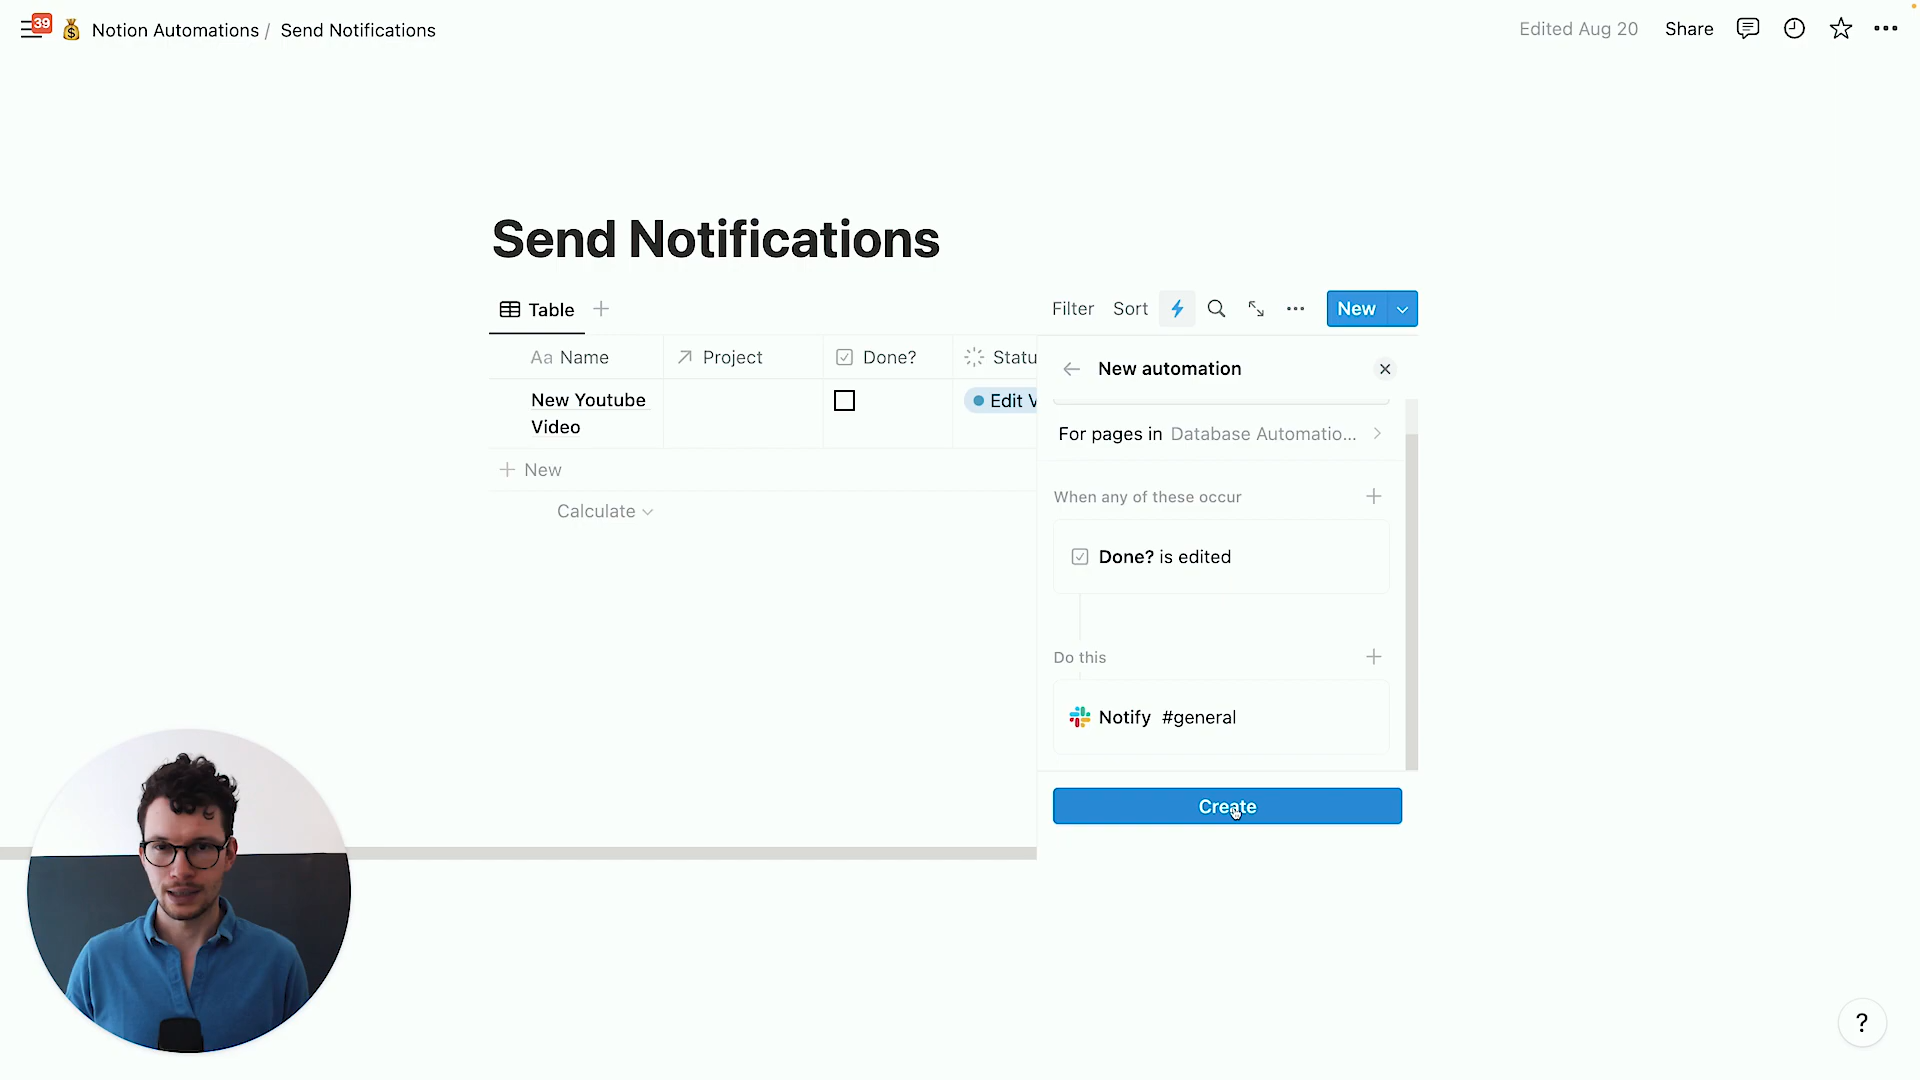 39
Notion Automations / Send Notifications
Edited Aug 20
Share
Send Notifications
Table
Filter
Sort
New
Aa Name
Project
Done?
Statu
New Youtube
Video
Edit V
New
Calculate
New automation
For pages in Database Automatio...
When any of these occur
Done? is edited
Do this
Notify #general
Create
?